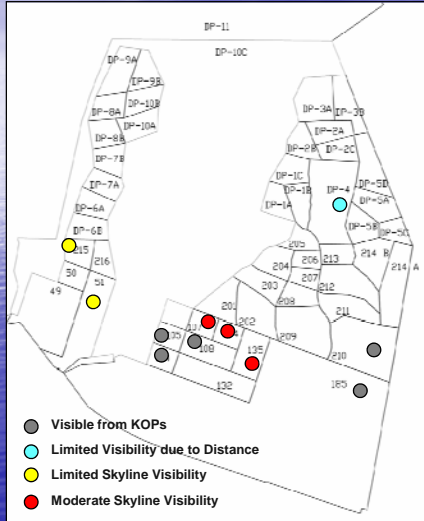 DP-11
DP-10C
DP-9A
DP-9B
DP-8A
DP-10B
DP-10A
DP-8B
DP-7B
DP-7A
DP-6A
DP-6B
215
216
50
51
49
DP-3A
DP-3B
DP-2A
DP-2B
DP-2C
DP-1C
DP-1B
DP-4
DP-5D
DP-5A
DP-1A
DP-5B
DP-5C
205
214 B
214 A
206
213
204
207
203
212
208
201
211
202
209
108
135
210
132
185
Visible from KOPs
Limited Visibility due to Distance
Limited Skyline Visibility
Moderate Skyline Visibility